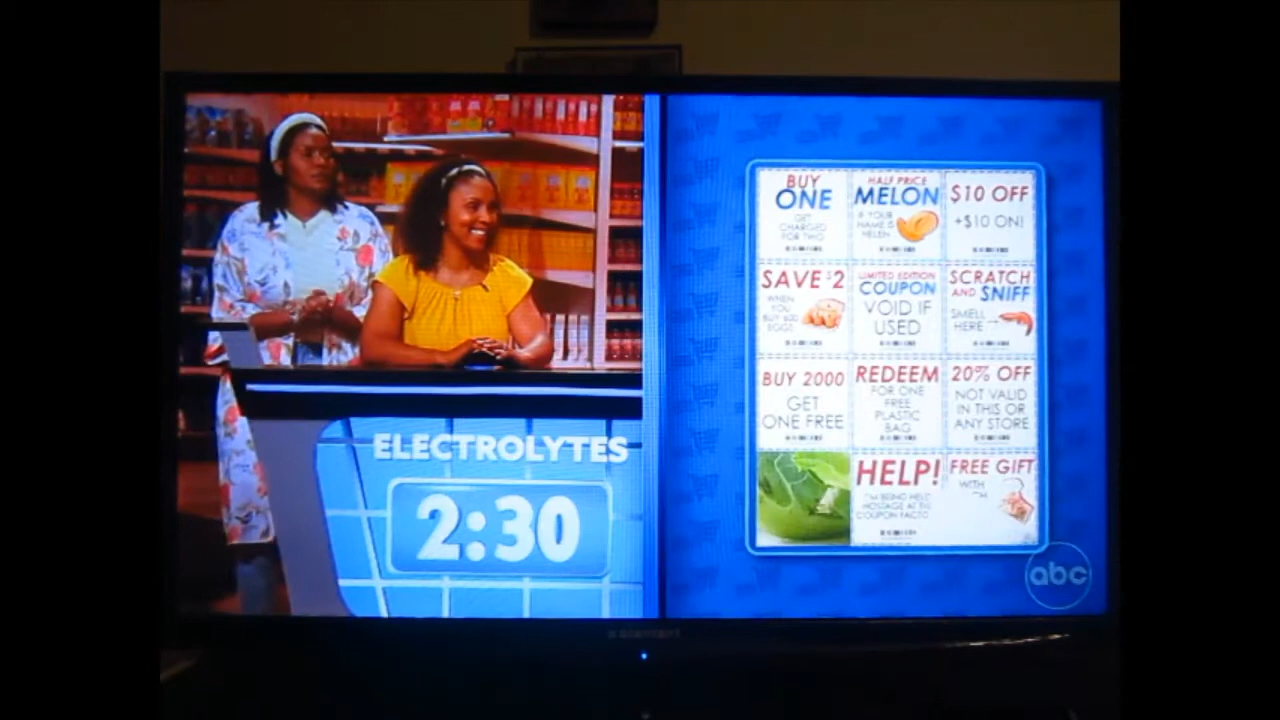 BUY
ONE
GET
CHARGED
FOR TWO
HALF PRICE
MELON
IF YOUR
NAME IS
HELEN
$10 OFF
+$10 ON!
SAVE $2
WHEN
YOU
BUY 600
EGGS
LIMITED EDITION
COUPON
VOID IF
USED
SCRATCH
AND SNIFF
SMELL
HERE
BUY 2000
GET
ONE FREE
REDEEM
FOR ONE
FREE
PLASTIC
BAG
20% OFF
NOT VALID
IN THIS OR
ANY STORE
HELP!
I'M BEING HELD
HOSTAGE AT THE
COUPON FACTO
FREE GIFT
WITH
ELECTROLYTES
2:30
abc